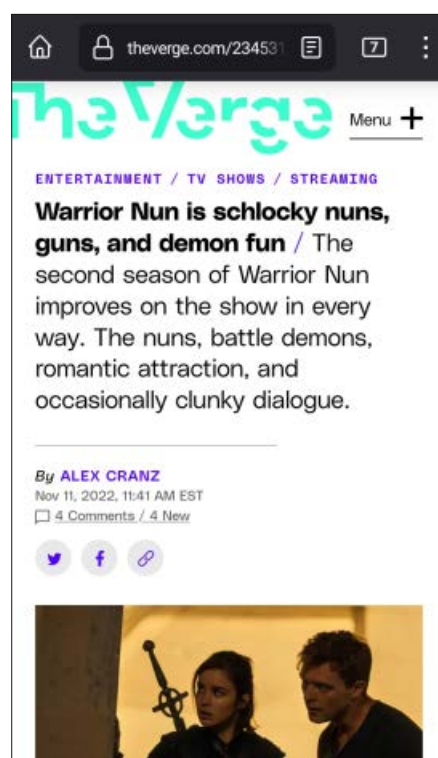 theverge.com/234531
7
The Verge
Menu +
ENTERTAINMENT / TV SHOWS / STREAMING
Warrior Nun is schlocky nuns,
guns, and demon fun / The
second season of Warrior Nun
improves on the show in every
way. The nuns, battle demons,
romantic attraction, and
occasionally clunky dialogue.
By ALEX CRANZ
Nov 11, 2022, 11:41 AM EST
4 Comments / 4 New